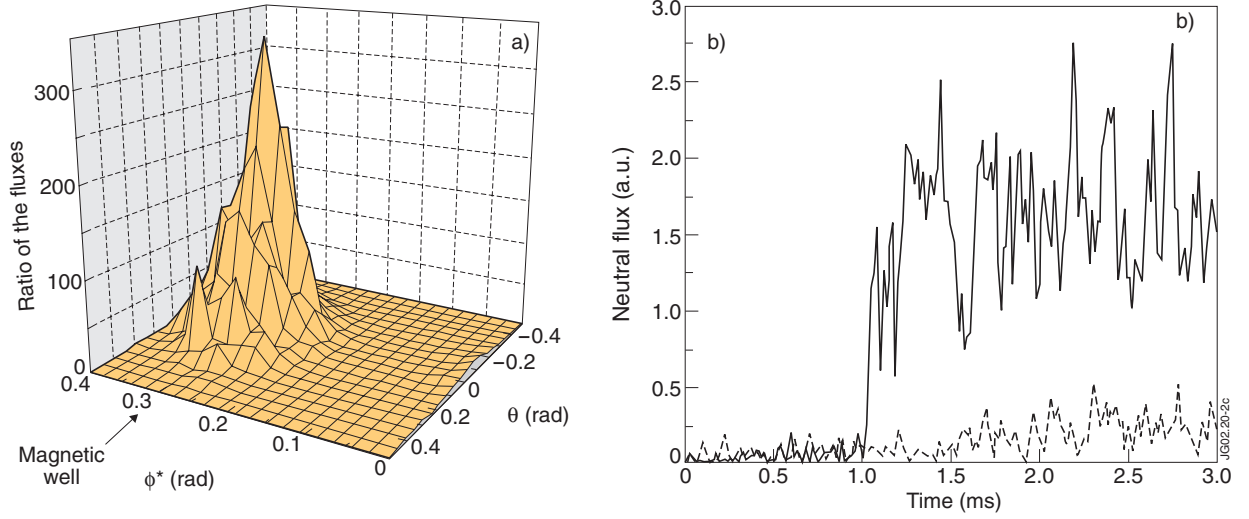 a)
Ratio of the fluxes
300
200
100
0
0.4
0.3
0.2
0.1
0
−0.4
−0.2
0
0.2
0.4
θ (rad)
Magnetic
well
ϕ* (rad)
b)
b)
Neutral flux (a.u.)
3.0
2.5
2.0
1.5
1.0
0.5
0
0
0.5
1.0
1.5
2.0
2.5
3.0
Time (ms)
JG02.20-2c